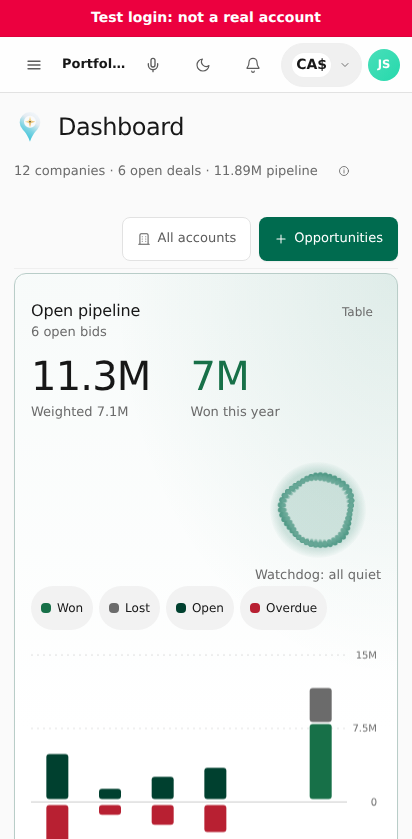 Test login: not a real account
Portfol...
CA$
JS
Dashboard
12 companies · 6 open deals · 11.89M pipeline
All accounts
+ Opportunities
Open pipeline
Table
6 open bids
11.3M
7M
Weighted 7.1M
Won this year
Watchdog: all quiet
Won
Lost
Open
Overdue
15M
7.5M
0